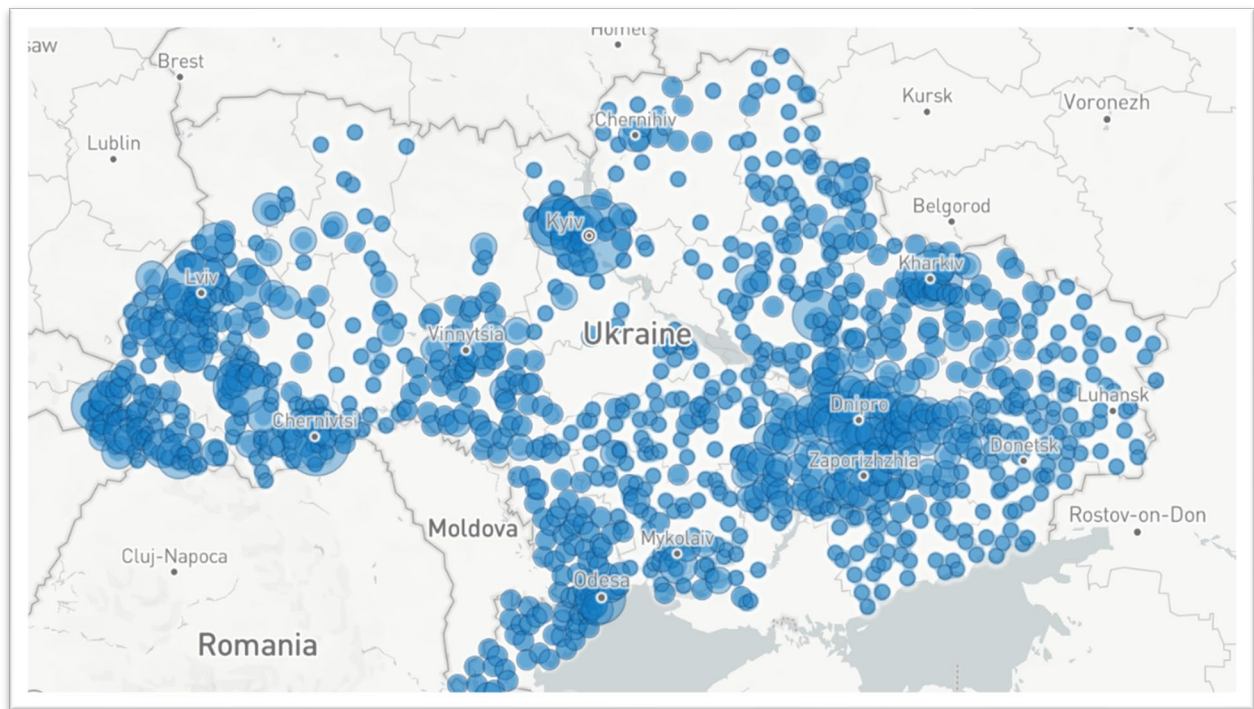 Homel
saw
Brest
Kursk
Voronezh
Chernihiv
Lublin
Belgorod
Kyiv
Kharkiv
Lviv
Vinnytsia
Ukraine
Luhansk
Dnipro
Chernivtsi
Donetsk
Zaporizhzhia
Rostov-on-Don
Moldova
Mykolaiv
Cluj-Napoca
Odesa
Romania